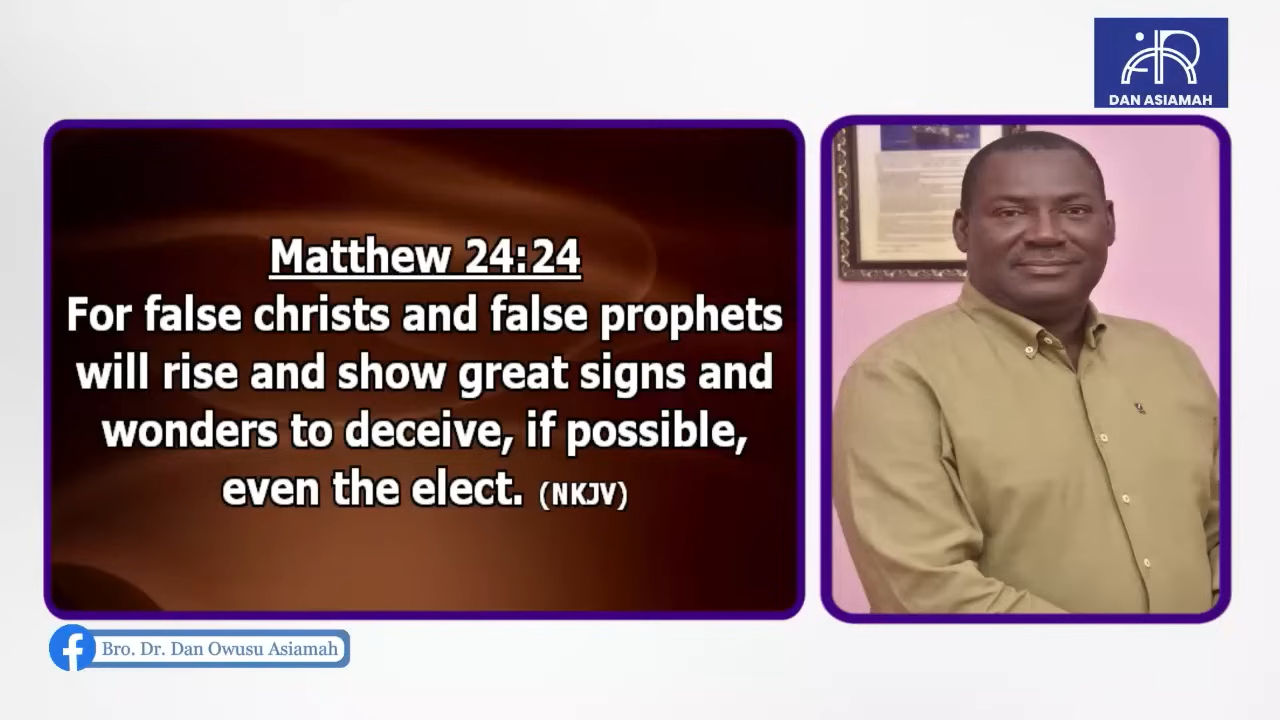 DAN ASIAMAH
Matthew 24:24
For false christs and false prophets
will rise and show great signs and
wonders to deceive, if possible,
even the elect. (NKJV)
Bro. Dr. Dan Owusu Asiamah